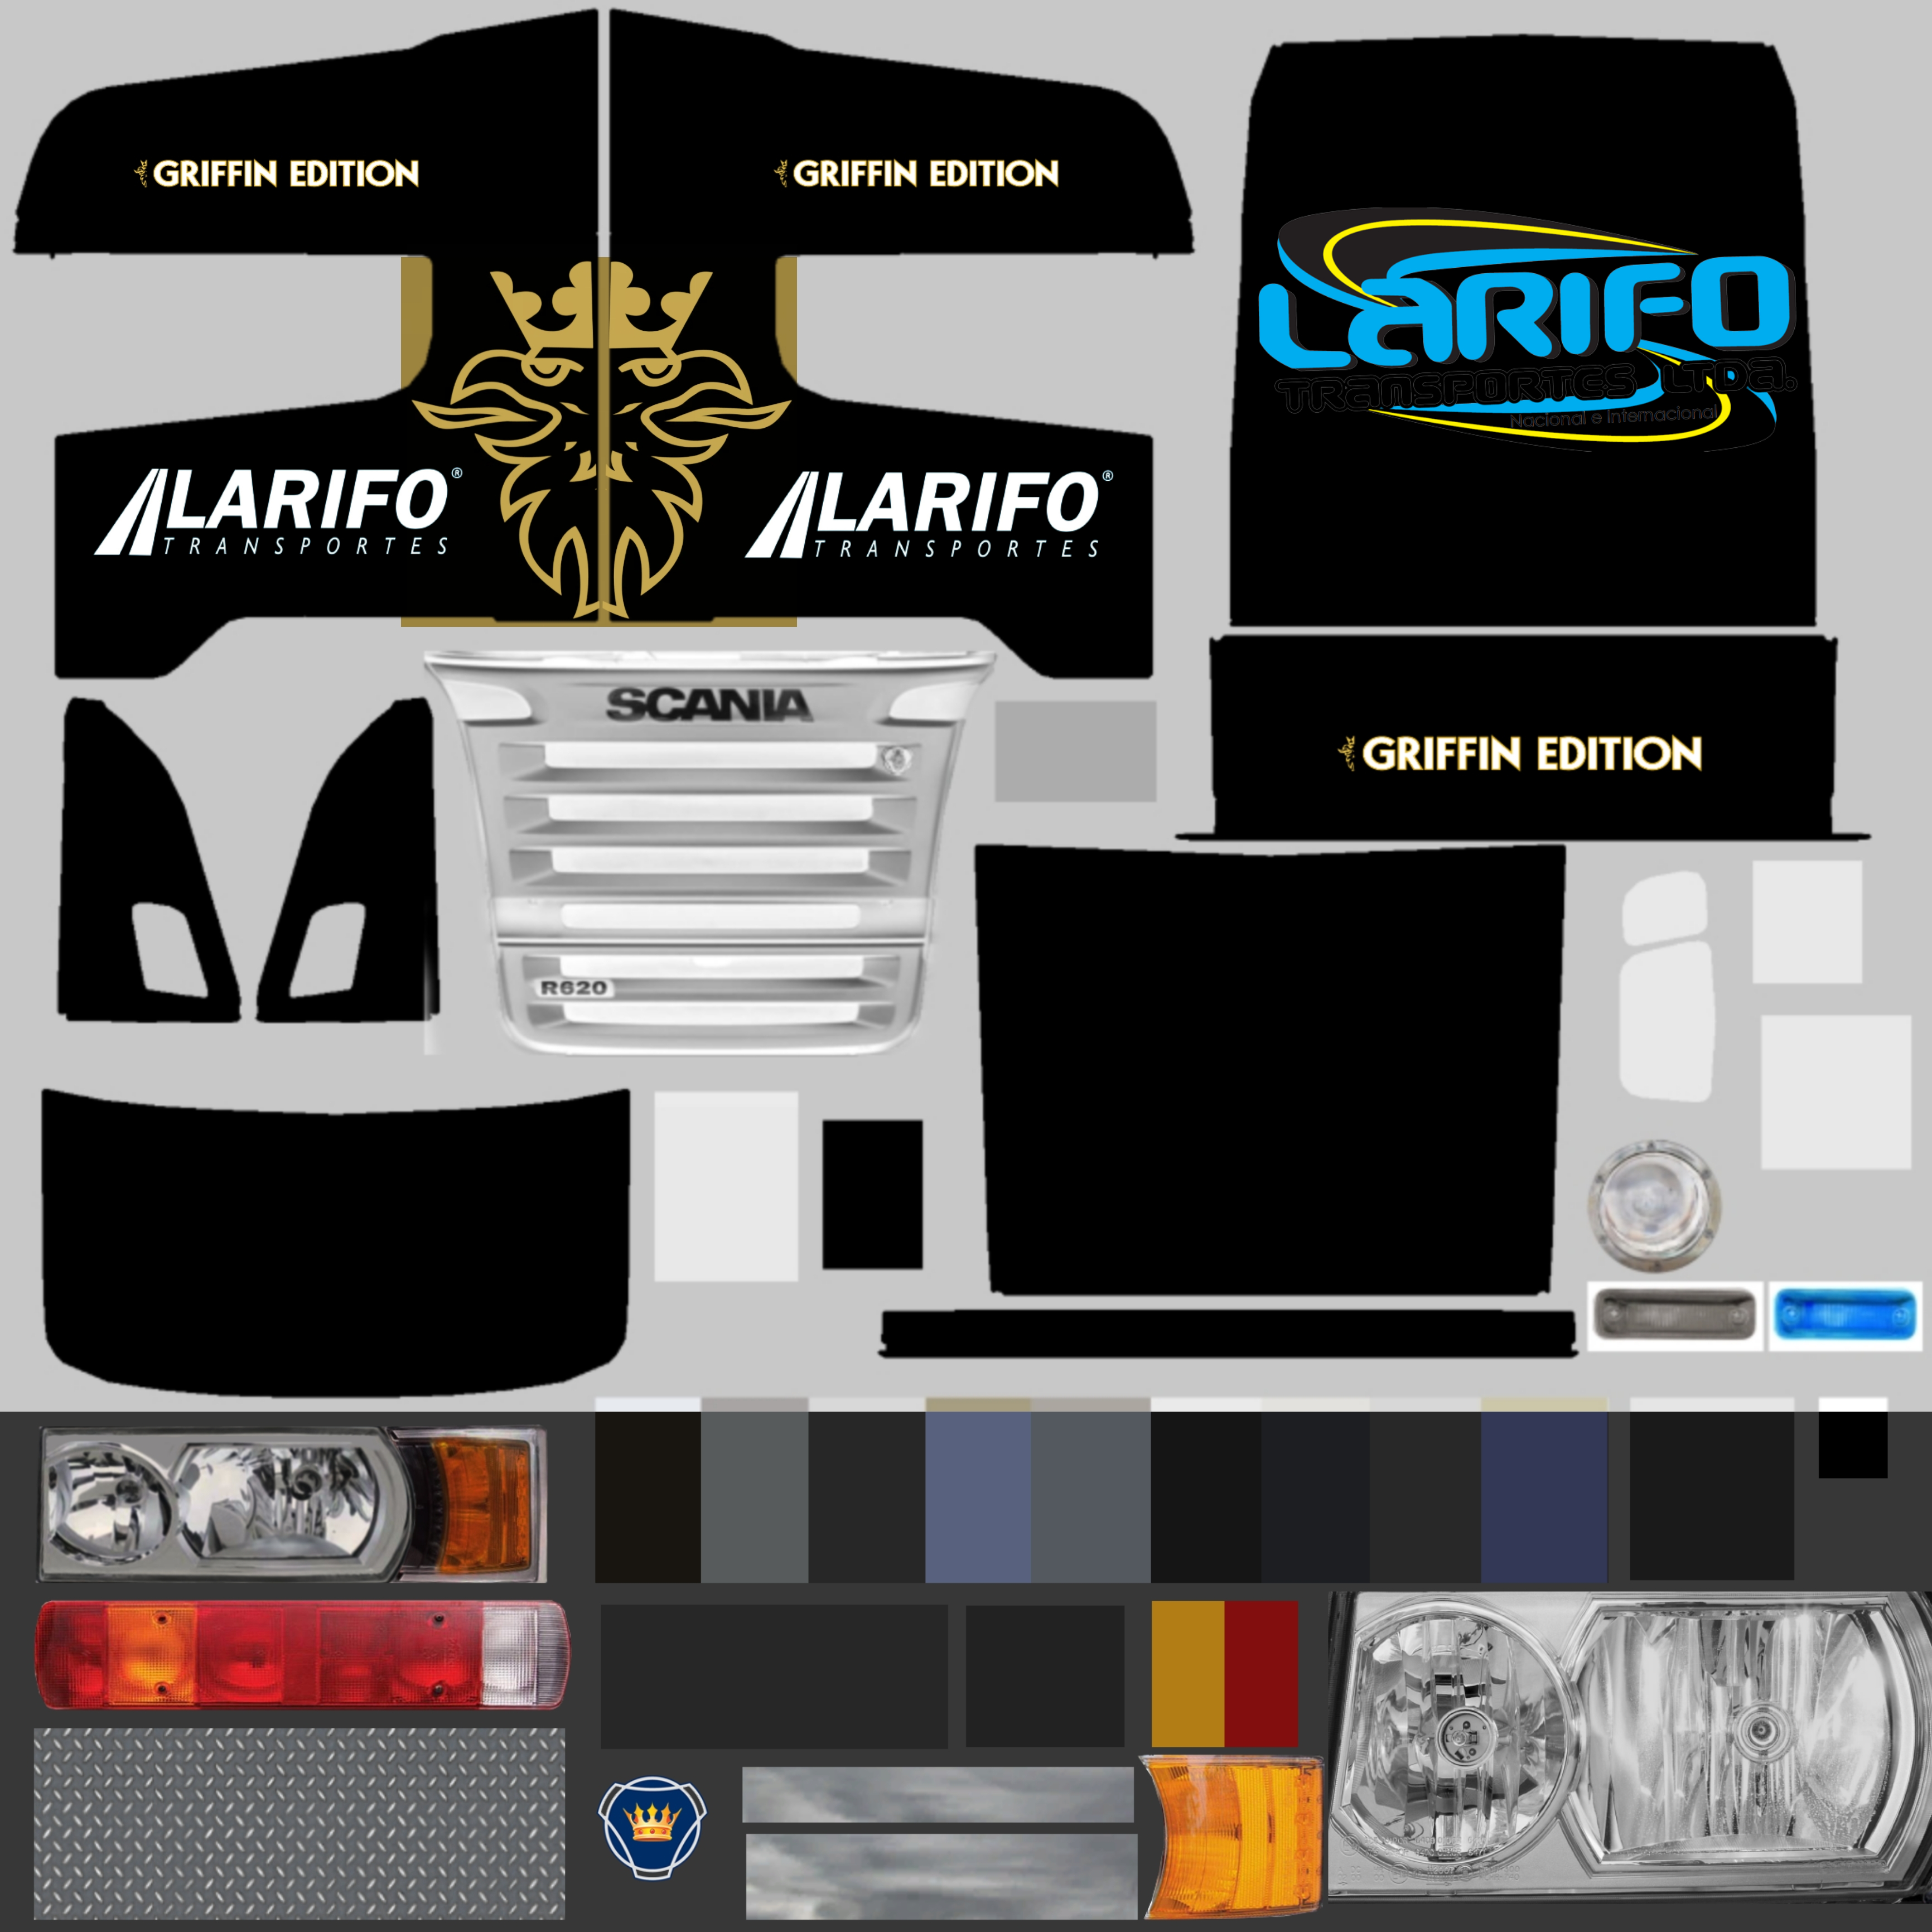 GRIFFIN EDITION
GRIFFIN EDITION
LARIFO
TRANSPORTES LTDA.
Nacional e Internacional
LARIFO®
TRANSPORTES
LARIFO®
TRANSPORTES
SCANIA
GRIFFIN EDITION
R620